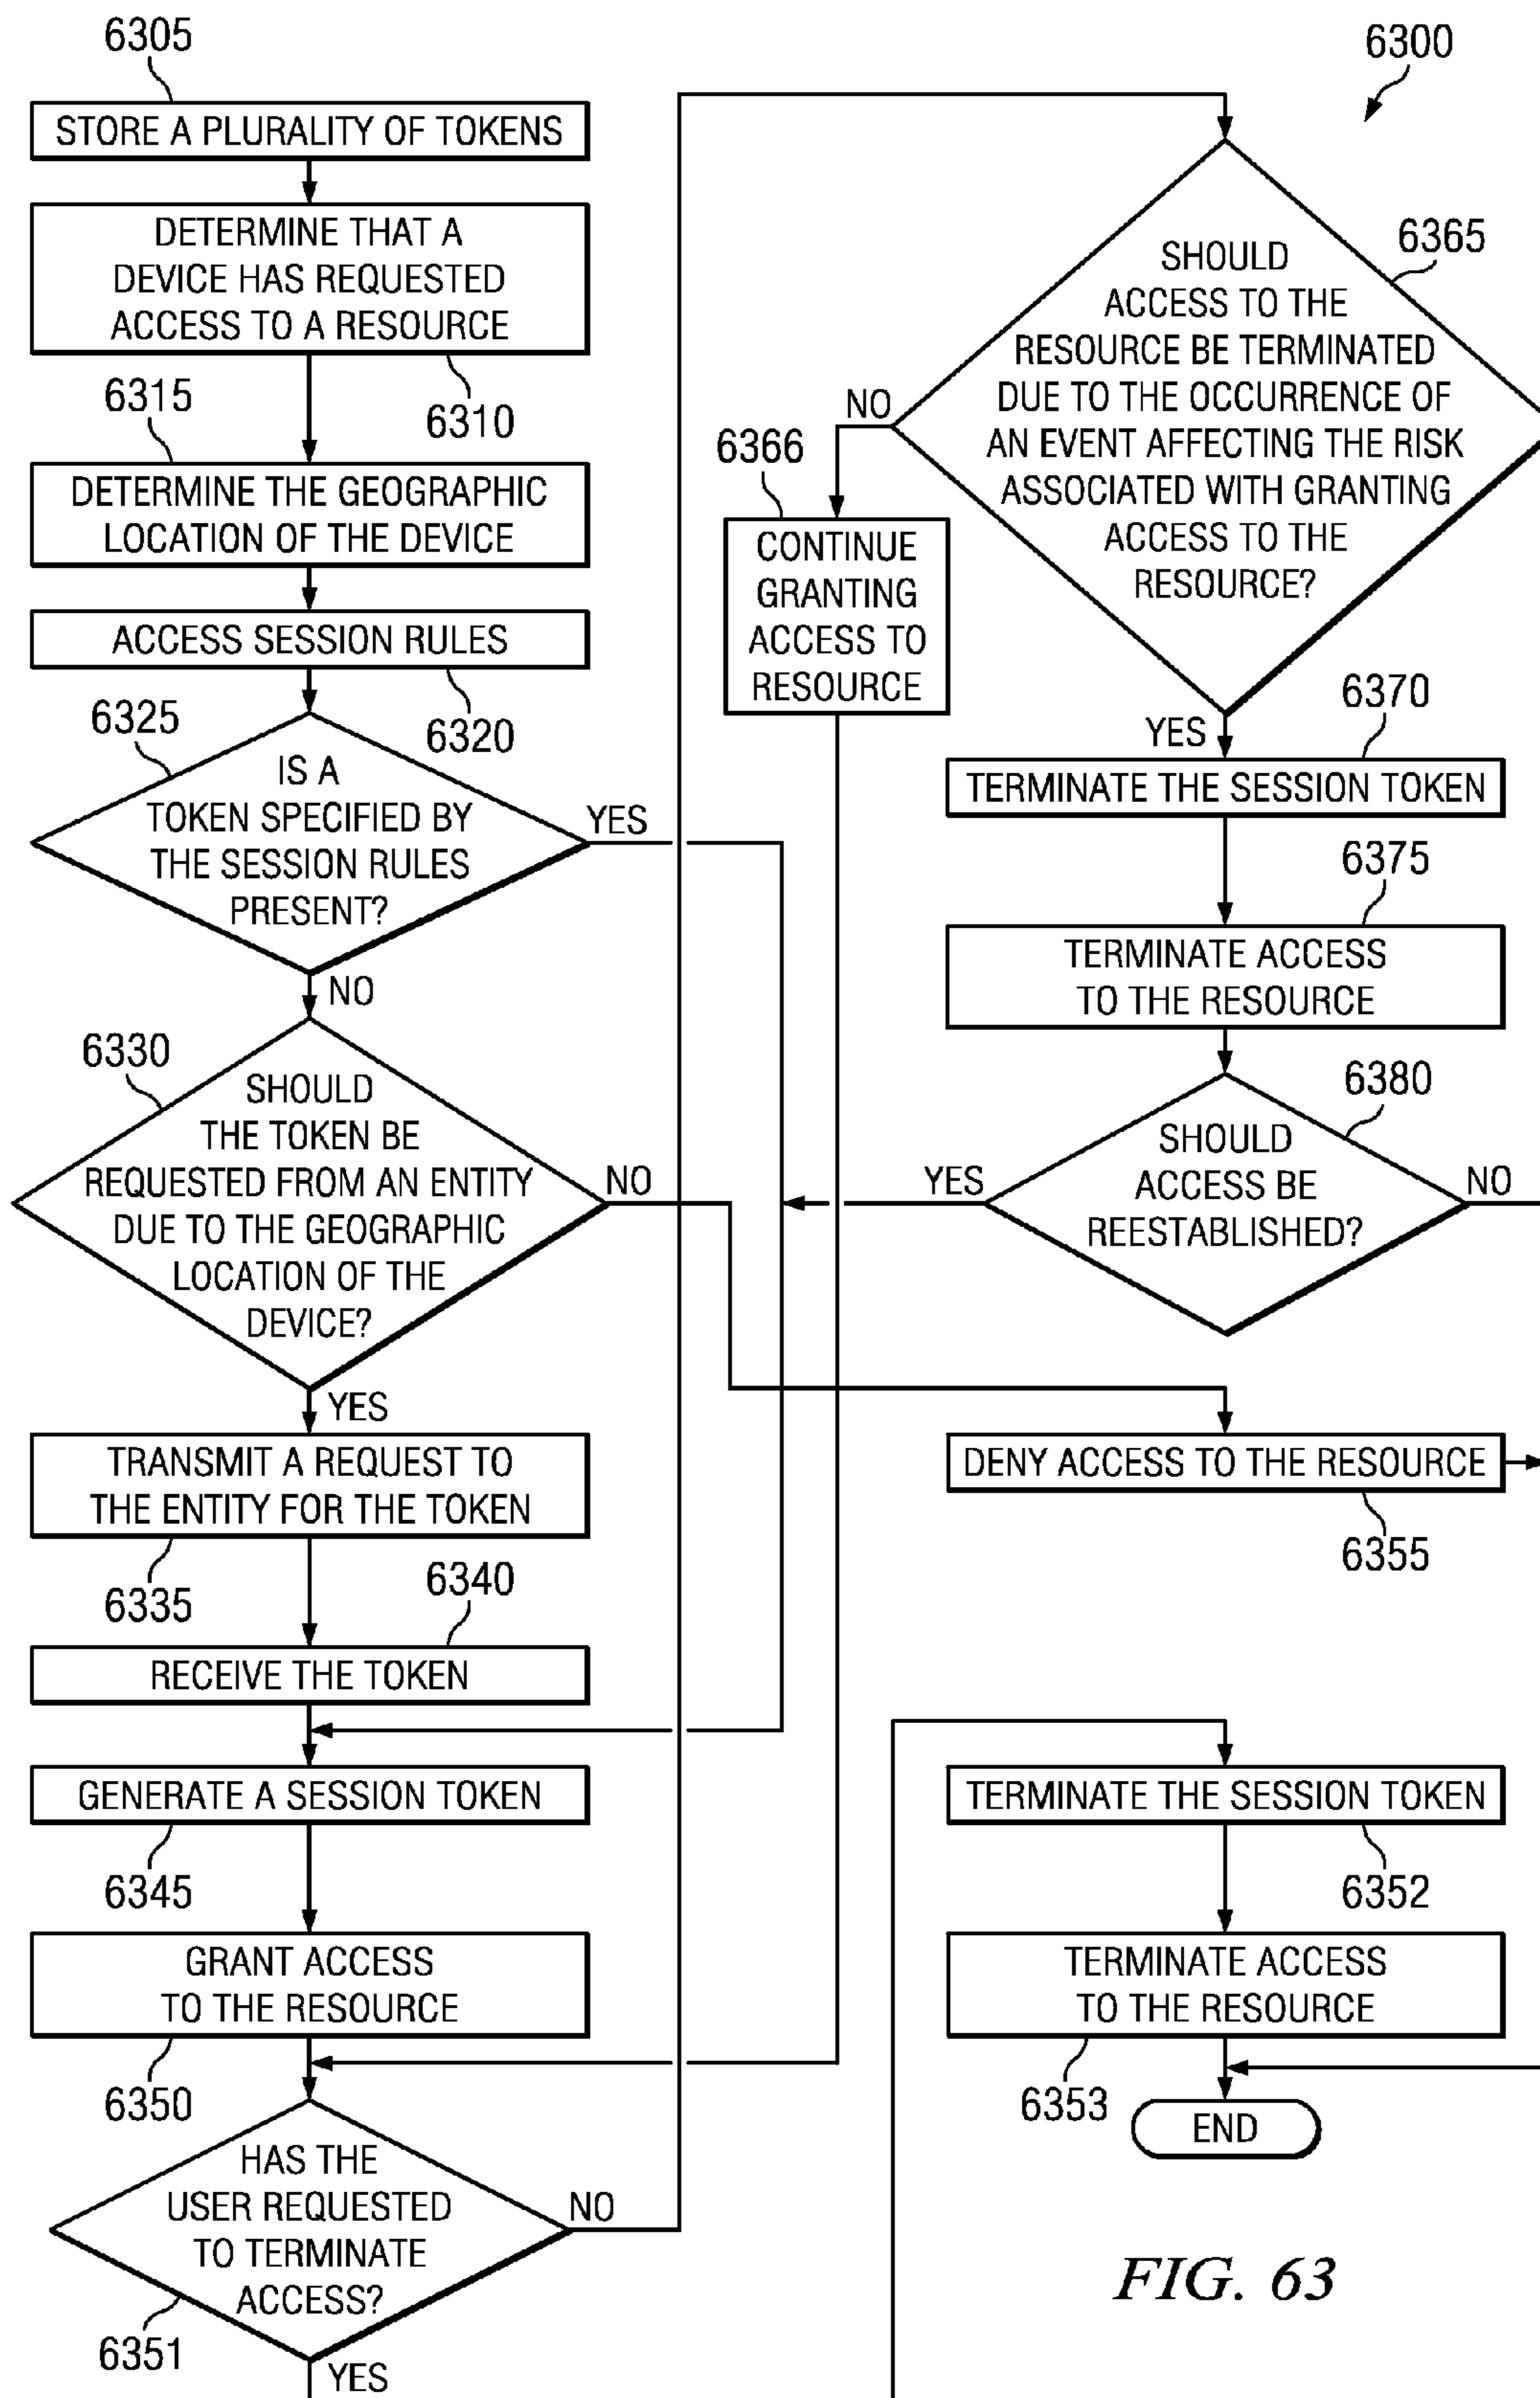 6305
STORE A PLURALITY OF TOKENS
DETERMINE THAT A
DEVICE HAS REQUESTED
ACCESS TO A RESOURCE
6310
6315
DETERMINE THE GEOGRAPHIC
LOCATION OF THE DEVICE
ACCESS SESSION RULES
6320
6325
IS A
TOKEN SPECIFIED BY
THE SESSION RULES
PRESENT?
YES
NO
6330
SHOULD
THE TOKEN BE
REQUESTED FROM AN ENTITY
DUE TO THE GEOGRAPHIC
LOCATION OF THE
DEVICE?
NO
YES
TRANSMIT A REQUEST TO
THE ENTITY FOR THE TOKEN
6335
6340
RECEIVE THE TOKEN
GENERATE A SESSION TOKEN
6345
GRANT ACCESS
TO THE RESOURCE
6350
HAS THE
USER REQUESTED
TO TERMINATE
ACCESS?
NO
6351
YES
6300
6365
SHOULD
ACCESS TO THE
RESOURCE BE TERMINATED
DUE TO THE OCCURRENCE OF
AN EVENT AFFECTING THE RISK
ASSOCIATED WITH GRANTING
ACCESS TO THE
RESOURCE?
NO
6366
CONTINUE
GRANTING
ACCESS TO
RESOURCE
YES
6370
TERMINATE THE SESSION TOKEN
6375
TERMINATE ACCESS
TO THE RESOURCE
6380
SHOULD
ACCESS BE
REESTABLISHED?
YES
NO
DENY ACCESS TO THE RESOURCE
6355
TERMINATE THE SESSION TOKEN
6352
TERMINATE ACCESS
TO THE RESOURCE
6353
END
FIG. 63